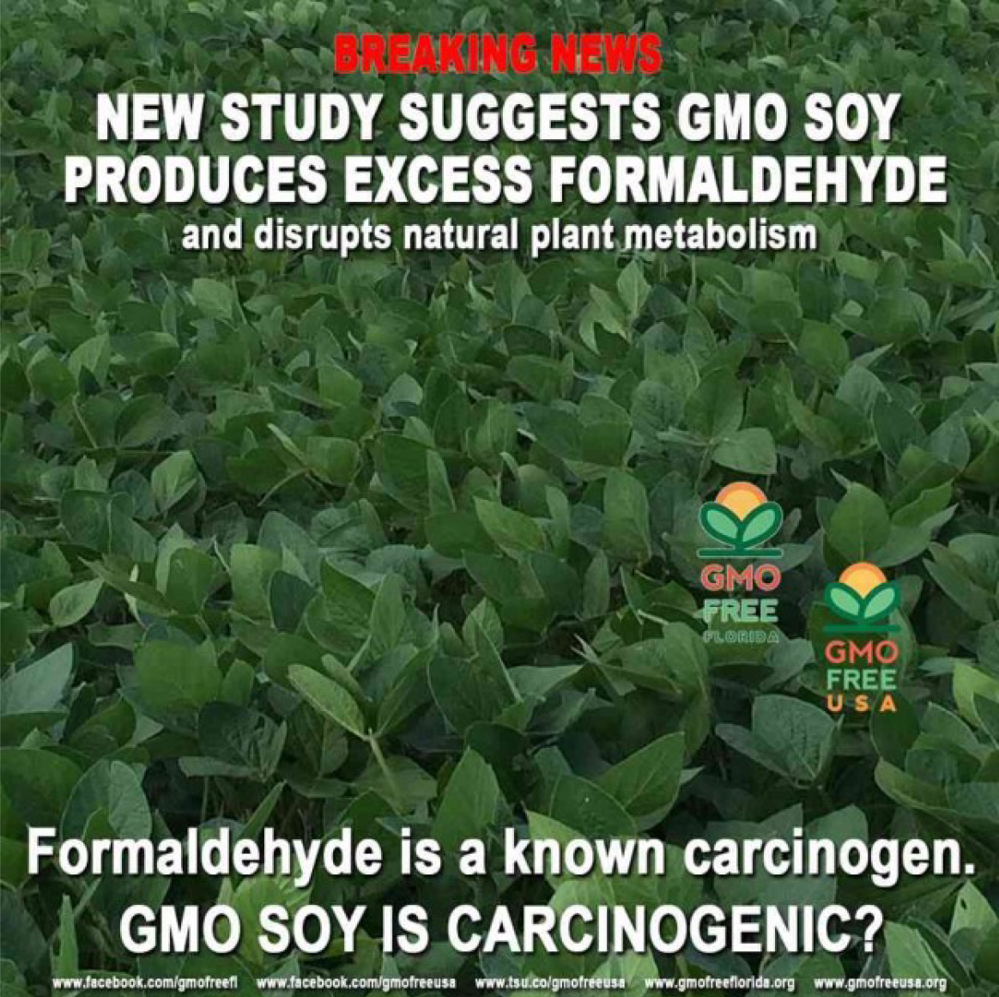 BREAKING NEWS
NEW STUDY SUGGESTS GMO SOY
PRODUCES EXCESS FORMALDEHYDE
and disrupts natural plant metabolism
GMO
FREE
FLORIDA
GMO
FREE
USA
Formaldehyde is a known carcinogen.
GMO SOY IS CARCINOGENIC?
www.facebook.com/gmofreefl www.facebook.com/gmofreeusa www.tsu.co/gmofreeusa www.gmofreeflorida.org www.gmofreeusa.org